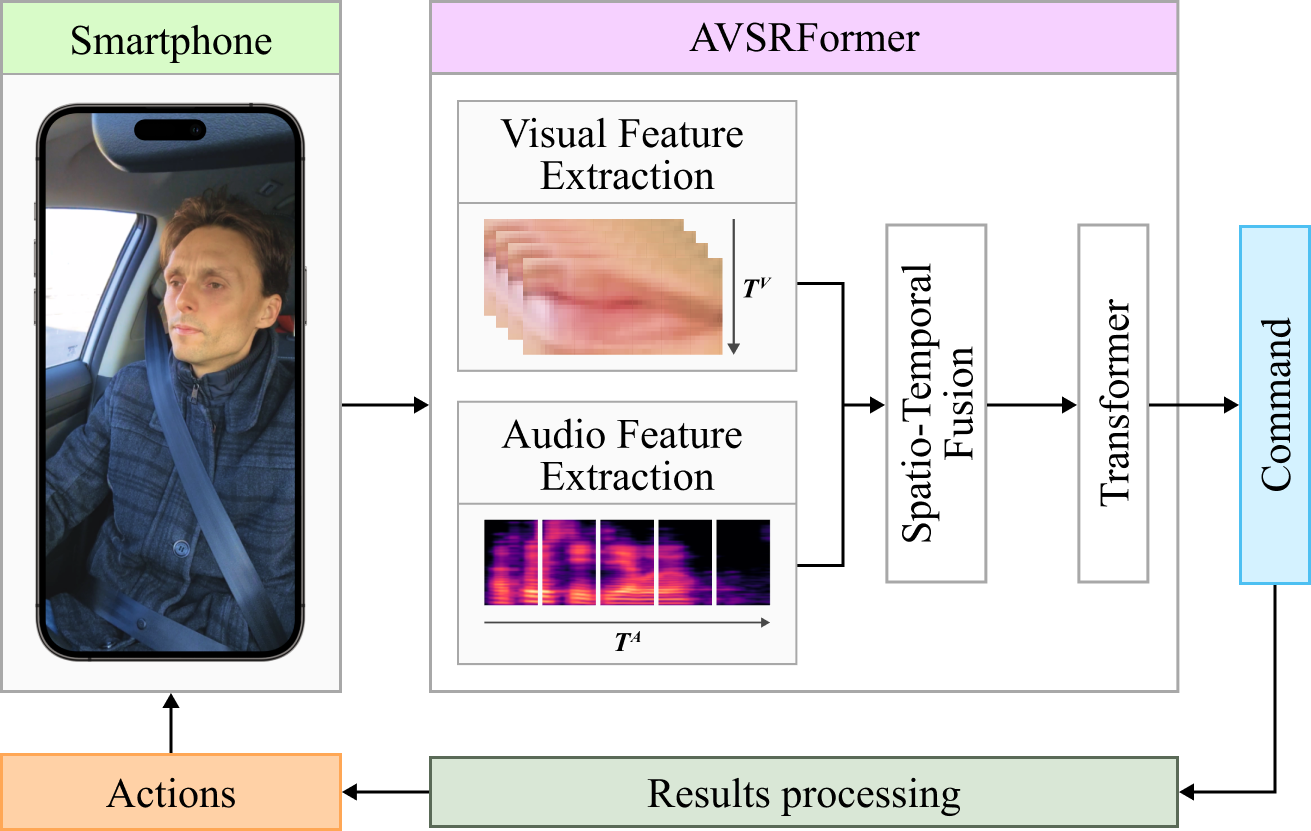 Smartphone
AVSRFormer
Visual Feature
Extraction
T^V
Audio Feature
Extraction
T^A
Spatio-Temporal
Fusion
Transformer
Command
Actions
Results processing